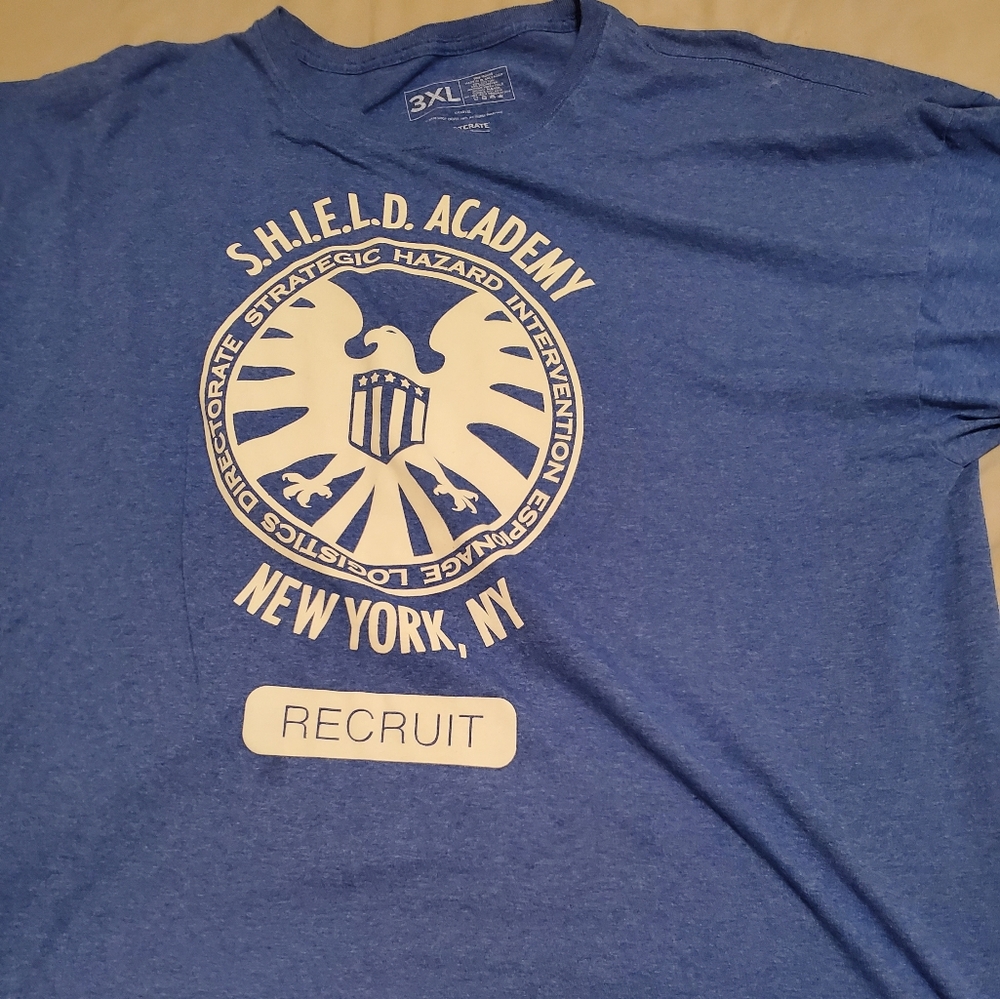 3XL
S.H.I.E.L.D. ACADEMY
STRATEGIC HAZARD INTERVENTION ESPIONAGE LOGISTICS DIRECTORATE
NEW YORK, NY
RECRUIT